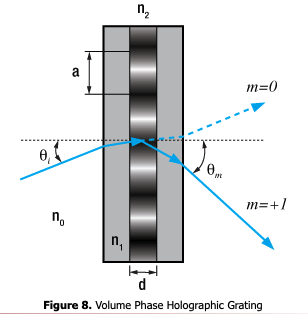 n₂
a
m=0
θᵢ
θₘ
n₀
m=+1
n₁
d
Figure 8. Volume Phase Holographic Grating